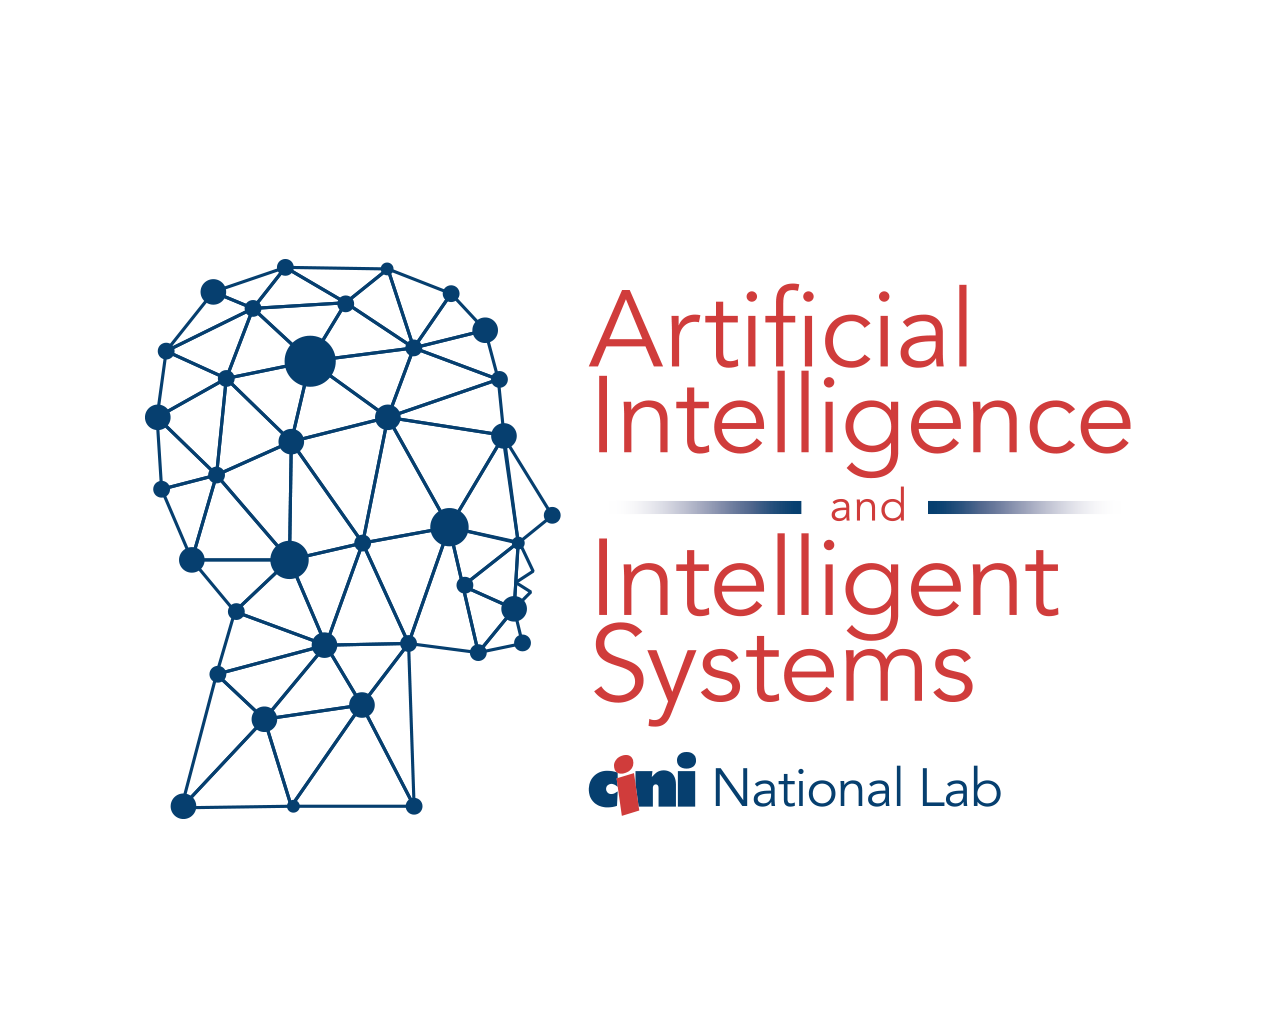 Artificial
Intelligence
and
Intelligent
Systems
cini National Lab